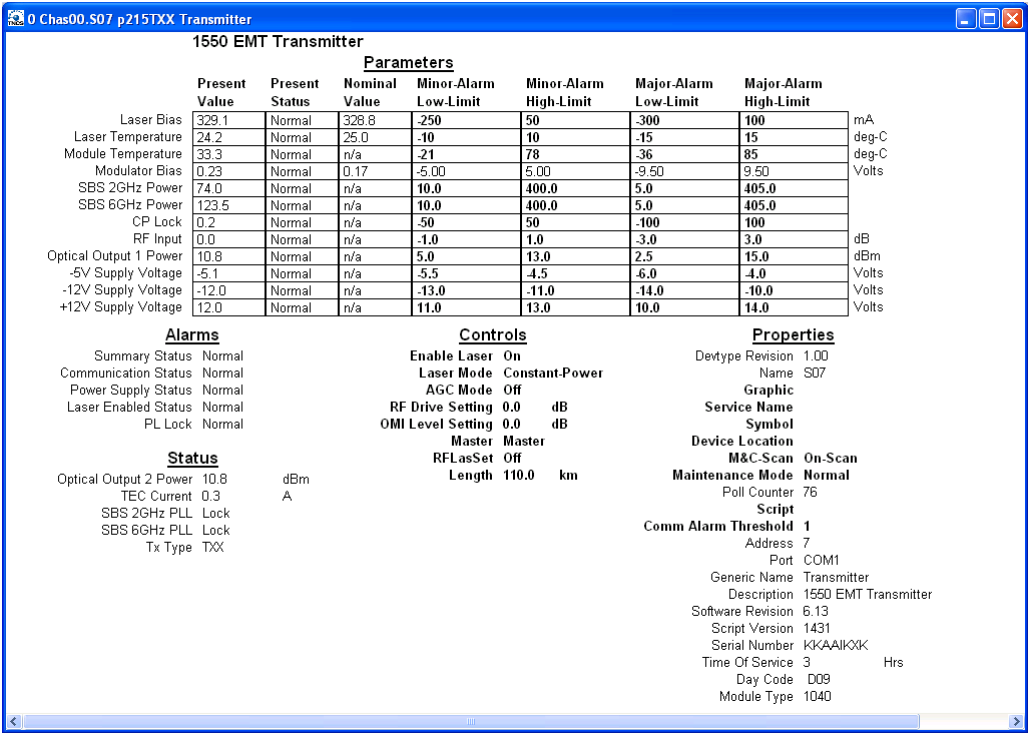 TNCS 0 Chas00.S07 p215TXX Transmitter
1550 EMT Transmitter
Parameters
Present Present Nominal Minor-Alarm Minor-Alarm Major-Alarm Major-Alarm
Value Status Value Low-Limit High-Limit Low-Limit High-Limit
Laser Bias 329.1 Normal 328.8 -250 50 -300 100 mA
Laser Temperature 24.2 Normal 25.0 -10 10 -15 15 deg-C
Module Temperature 33.3 Normal n/a -21 78 -36 85 deg-C
Modulator Bias 0.23 Normal 0.17 -5.00 5.00 -9.50 9.50 Volts
SBS 2GHz Power 74.0 Normal n/a 10.0 400.0 5.0 405.0
SBS 6GHz Power 123.5 Normal n/a 10.0 400.0 5.0 405.0
CP Lock 0.2 Normal n/a -50 50 -100 100
RF Input 0.0 Normal n/a -1.0 1.0 -3.0 3.0 dB
Optical Output 1 Power 10.8 Normal n/a 5.0 13.0 2.5 15.0 dBm
-5V Supply Voltage -5.1 Normal n/a -5.5 -4.5 -6.0 -4.0 Volts
-12V Supply Voltage -12.0 Normal n/a -13.0 -11.0 -14.0 -10.0 Volts
+12V Supply Voltage 12.0 Normal n/a 11.0 13.0 10.0 14.0 Volts
Alarms
Summary Status Normal
Communication Status Normal
Power Supply Status Normal
Laser Enabled Status Normal
PL Lock Normal
Status
Optical Output 2 Power 10.8 dBm
TEC Current 0.3 A
SBS 2GHz PLL Lock
SBS 6GHz PLL Lock
Tx Type TXX
Controls
Enable Laser On
Laser Mode Constant-Power
AGC Mode Off
RF Drive Setting 0.0 dB
OMI Level Setting 0.0 dB
Master Master
RFLasSet Off
Length 110.0 km
Properties
Devtype Revision 1.00
Name S07
Graphic
Service Name
Symbol
Device Location
M&C-Scan On-Scan
Maintenance Mode Normal
Poll Counter 76
Script
Comm Alarm Threshold 1
Address 7
Port COM1
Generic Name Transmitter
Description 1550 EMT Transmitter
Software Revision 6.13
Script Version 1431
Serial Number KKAAIKXK
Time Of Service 3 Hrs
Day Code D09
Module Type 1040